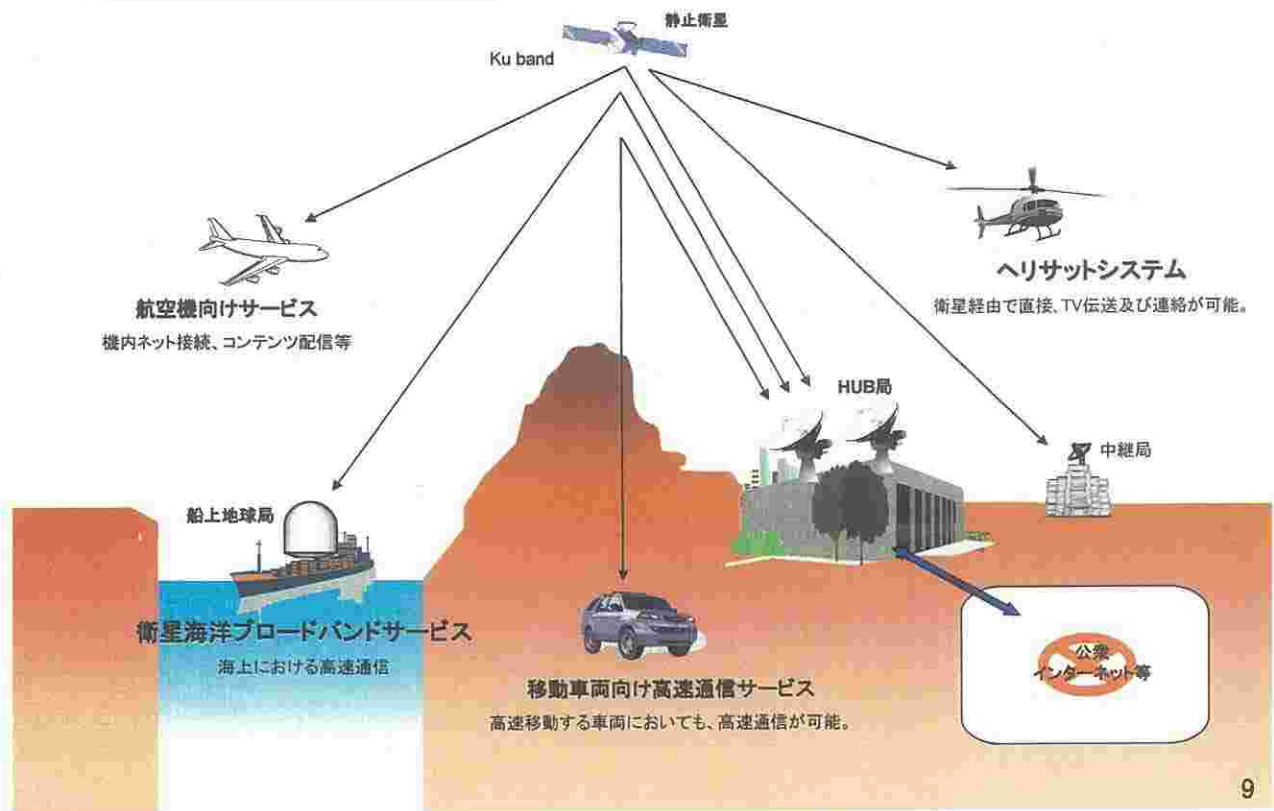 静止衛星
Ku band
ヘリサットシステム
衛星経由で直接、TV伝送及び連絡が可能。
航空機向けサービス
機内ネット接続、コンテンツ配信等
HUB局
中継局
船上地球局
衛星海洋ブロードバンドサービス
海上における高速通信
移動車両向け高速通信サービス
高速移動する車両においても、高速通信が可能。
公衆
インターネット等
9